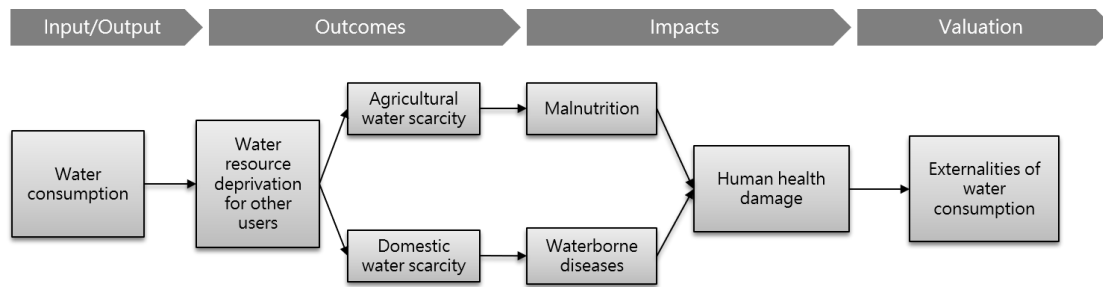 Input/Output
Outcomes
Impacts
Valuation
Water
consumption
Water
resource
deprivation
for other
users
Agricultural
water scarcity
Malnutrition
Domestic
water scarcity
Waterborne
diseases
Human health
damage
Externalities of
water
consumption